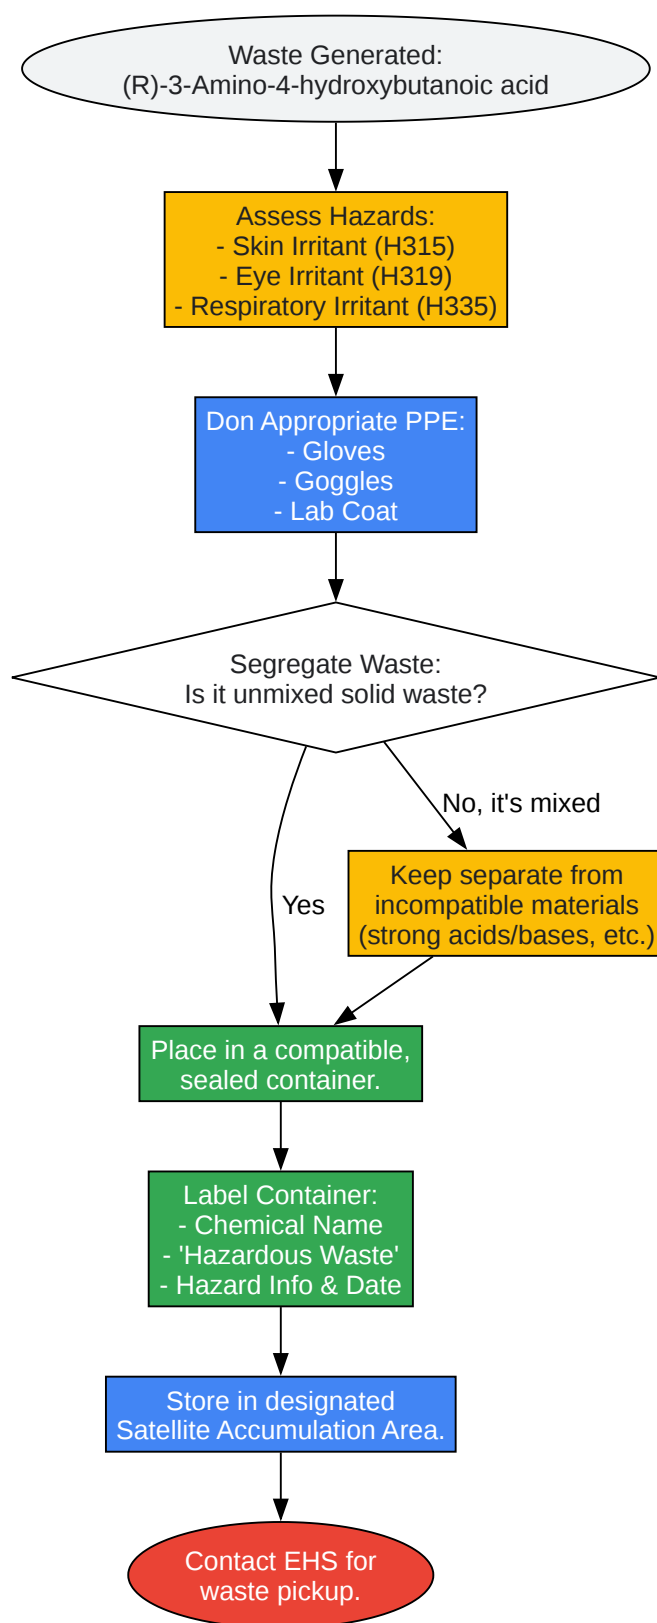 Waste Generated:
(R)-3-Amino-4-hydroxybutanoic acid
Assess Hazards:
- Skin Irritant (H315)
- Eye Irritant (H319)
- Respiratory Irritant (H335)
Don Appropriate PPE:
- Gloves
- Goggles
- Lab Coat
Segregate Waste:
Is it unmixed solid waste?
No, it's mixed
Keep separate from
incompatible materials
(strong acids/bases, etc.)
Yes
Place in a compatible,
sealed container.
Label Container:
- Chemical Name
- 'Hazardous Waste'
- Hazard Info & Date
Store in designated
Satellite Accumulation Area.
Contact EHS for
waste pickup.